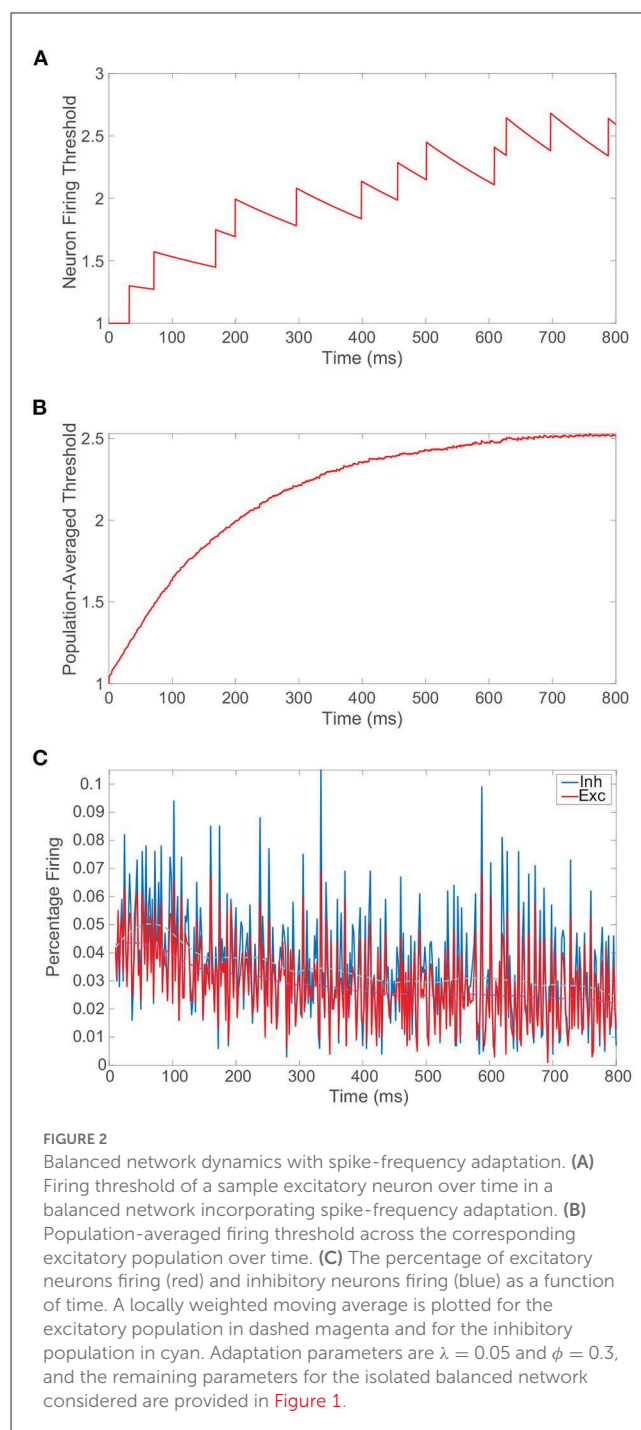 A
Neuron Firing Threshold
3
2.5
2
1.5
1
0 100 200 300 400 500 600 700 800
Time (ms)
B
Population-Averaged Threshold
2.5
2
1.5
1
0 100 200 300 400 500 600 700 800
Time (ms)
C
Percentage Firing
0.1
0.09
0.08
0.07
0.06
0.05
0.04
0.03
0.02
0.01
0
Inh
Exc
0 100 200 300 400 500 600 700 800
Time (ms)
FIGURE 2
Balanced network dynamics with spike-frequency adaptation. (A)
Firing threshold of a sample excitatory neuron over time in a
balanced network incorporating spike-frequency adaptation. (B)
Population-averaged firing threshold across the corresponding
excitatory population over time. (C) The percentage of excitatory
neurons firing (red) and inhibitory neurons firing (blue) as a function
of time. A locally weighted moving average is plotted for the
excitatory population in dashed magenta and for the inhibitory
population in cyan. Adaptation parameters are λ = 0.05 and ϕ = 0.3,
and the remaining parameters for the isolated balanced network
considered are provided in Figure 1.